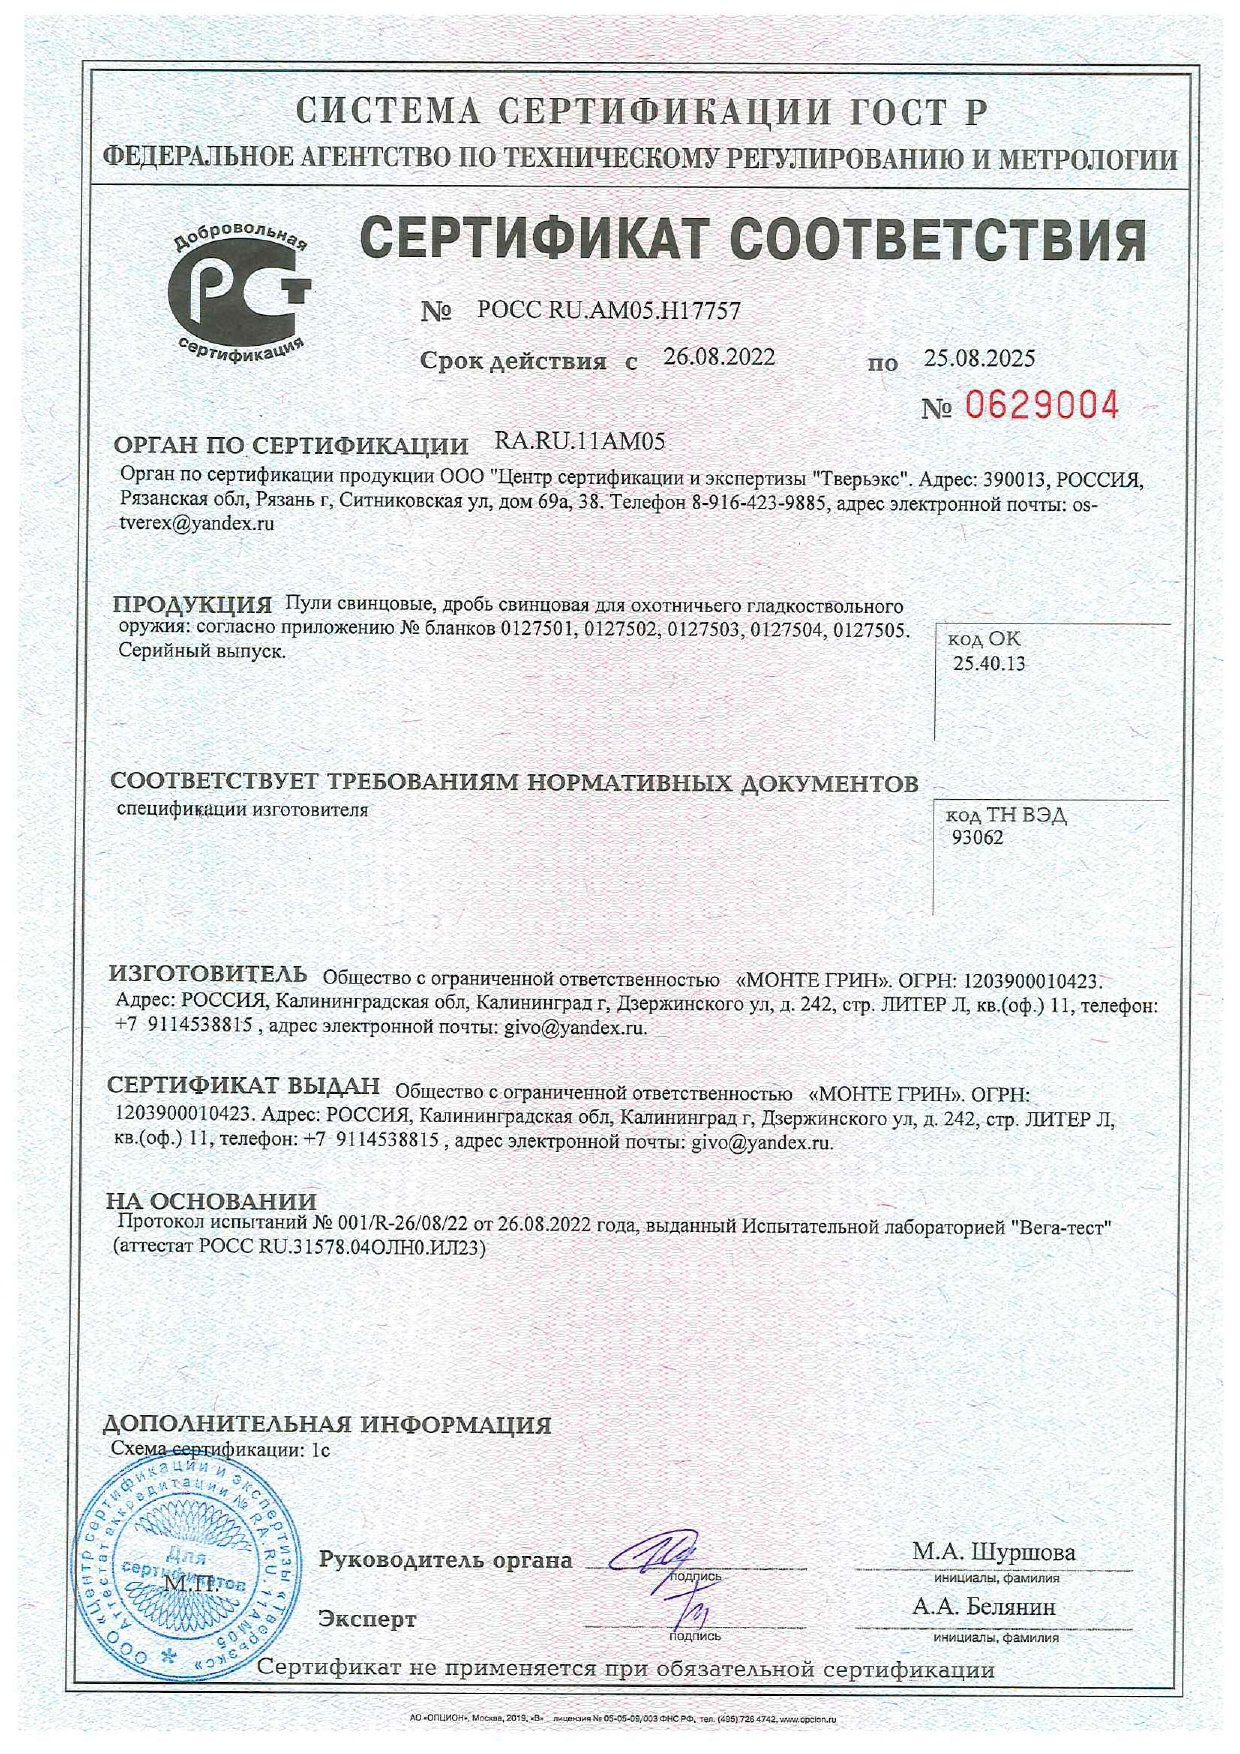 СИСТЕМА СЕРТИФИКАЦИИ ГОСТ Р
ФЕДЕРАЛЬНОЕ АГЕНТСТВО ПО ТЕХНИЧЕСКОМУ РЕГУЛИРОВАНИЮ И МЕТРОЛОГИИ
Добровольная
РСТ
сертификация
СЕРТИФИКАТ СООТВЕТСТВИЯ
№ РОСС RU.АМ05.Н17757
Срок действия с 26.08.2022 по 25.08.2025
№ 0629004
ОРГАН ПО СЕРТИФИКАЦИИ RA.RU.11АМ05
Орган по сертификации продукции ООО "Центр сертификации и экспертизы "Тверьэкс". Адрес: 390013, РОССИЯ,
Рязанская обл, Рязань г, Ситниковская ул, дом 69а, 38. Телефон 8-916-423-9885, адрес электронной почты: os-
tverex@yandex.ru
ПРОДУКЦИЯ Пули свинцовые, дробь свинцовая для охотничьего гладкоствольного
оружия: согласно приложению № бланков 0127501, 0127502, 0127503, 0127504, 0127505.
Серийный выпуск.
код ОК
25.40.13
СООТВЕТСТВУЕТ ТРЕБОВАНИЯМ НОРМАТИВНЫХ ДОКУМЕНТОВ
спецификации изготовителя
код ТН ВЭД
93062
ИЗГОТОВИТЕЛЬ Общество с ограниченной ответственностью «МОНТЕ ГРИН». ОГРН: 1203900010423.
Адрес: РОССИЯ, Калининградская обл, Калининград г, Дзержинского ул, д. 242, стр. ЛИТЕР Л, кв.(оф.) 11, телефон:
+7 9114538815 , адрес электронной почты: givo@yandex.ru.
СЕРТИФИКАТ ВЫДАН Общество с ограниченной ответственностью «МОНТЕ ГРИН». ОГРН:
1203900010423. Адрес: РОССИЯ, Калининградская обл, Калининград г, Дзержинского ул, д. 242, стр. ЛИТЕР Л,
кв.(оф.) 11, телефон: +7 9114538815 , адрес электронной почты: givo@yandex.ru.
НА ОСНОВАНИИ
Протокол испытаний № 001/R-26/08/22 от 26.08.2022 года, выданный Испытательной лабораторией "Вега-тест"
(аттестат РОСС RU.31578.04ОЛН0.ИЛ23)
ДОПОЛНИТЕЛЬНАЯ ИНФОРМАЦИЯ
Схема сертификации: 1с
ООО «Центр сертификации и экспертизы «Тверьэкс»
Аттестат аккредитации № RA.RU.11АМ05
Для
сертификатов
М.П.
Руководитель органа
подпись
М.А. Шуршова
инициалы, фамилия
Эксперт
подпись
А.А. Белянин
инициалы, фамилия
Сертификат не применяется при обязательной сертификации
АО «ОПЦИОН», Москва, 2019, «В» лицензия № 05-05-09/003 ФНС РФ, тел. (495) 726 4742, www.opcion.ru